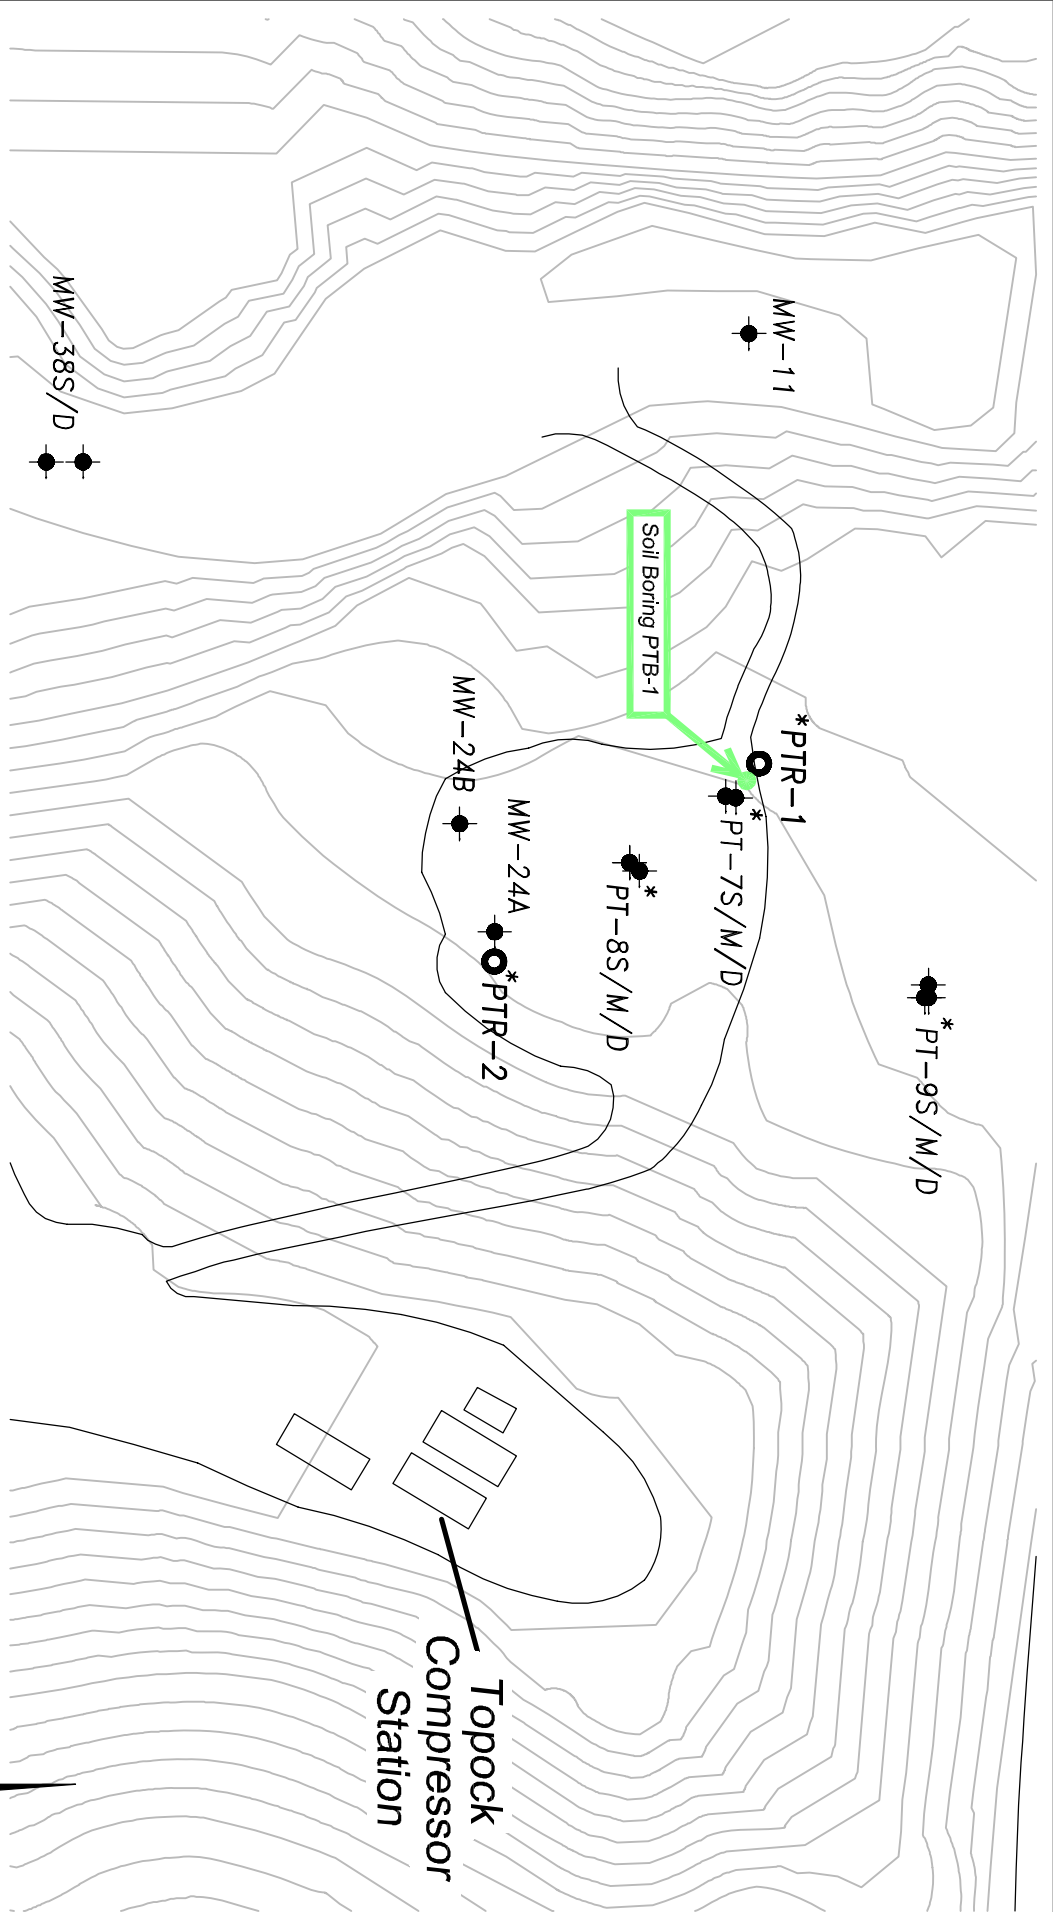 MW-11
MW-38S/D
Soil Boring PTB-1
*PTR-1
MW-24B
MW-24A
*
PT-7S/M/D
*
PT-8S/M/D
*PTR-2
*
PT-9S/M/D
Topock
Compressor
Station